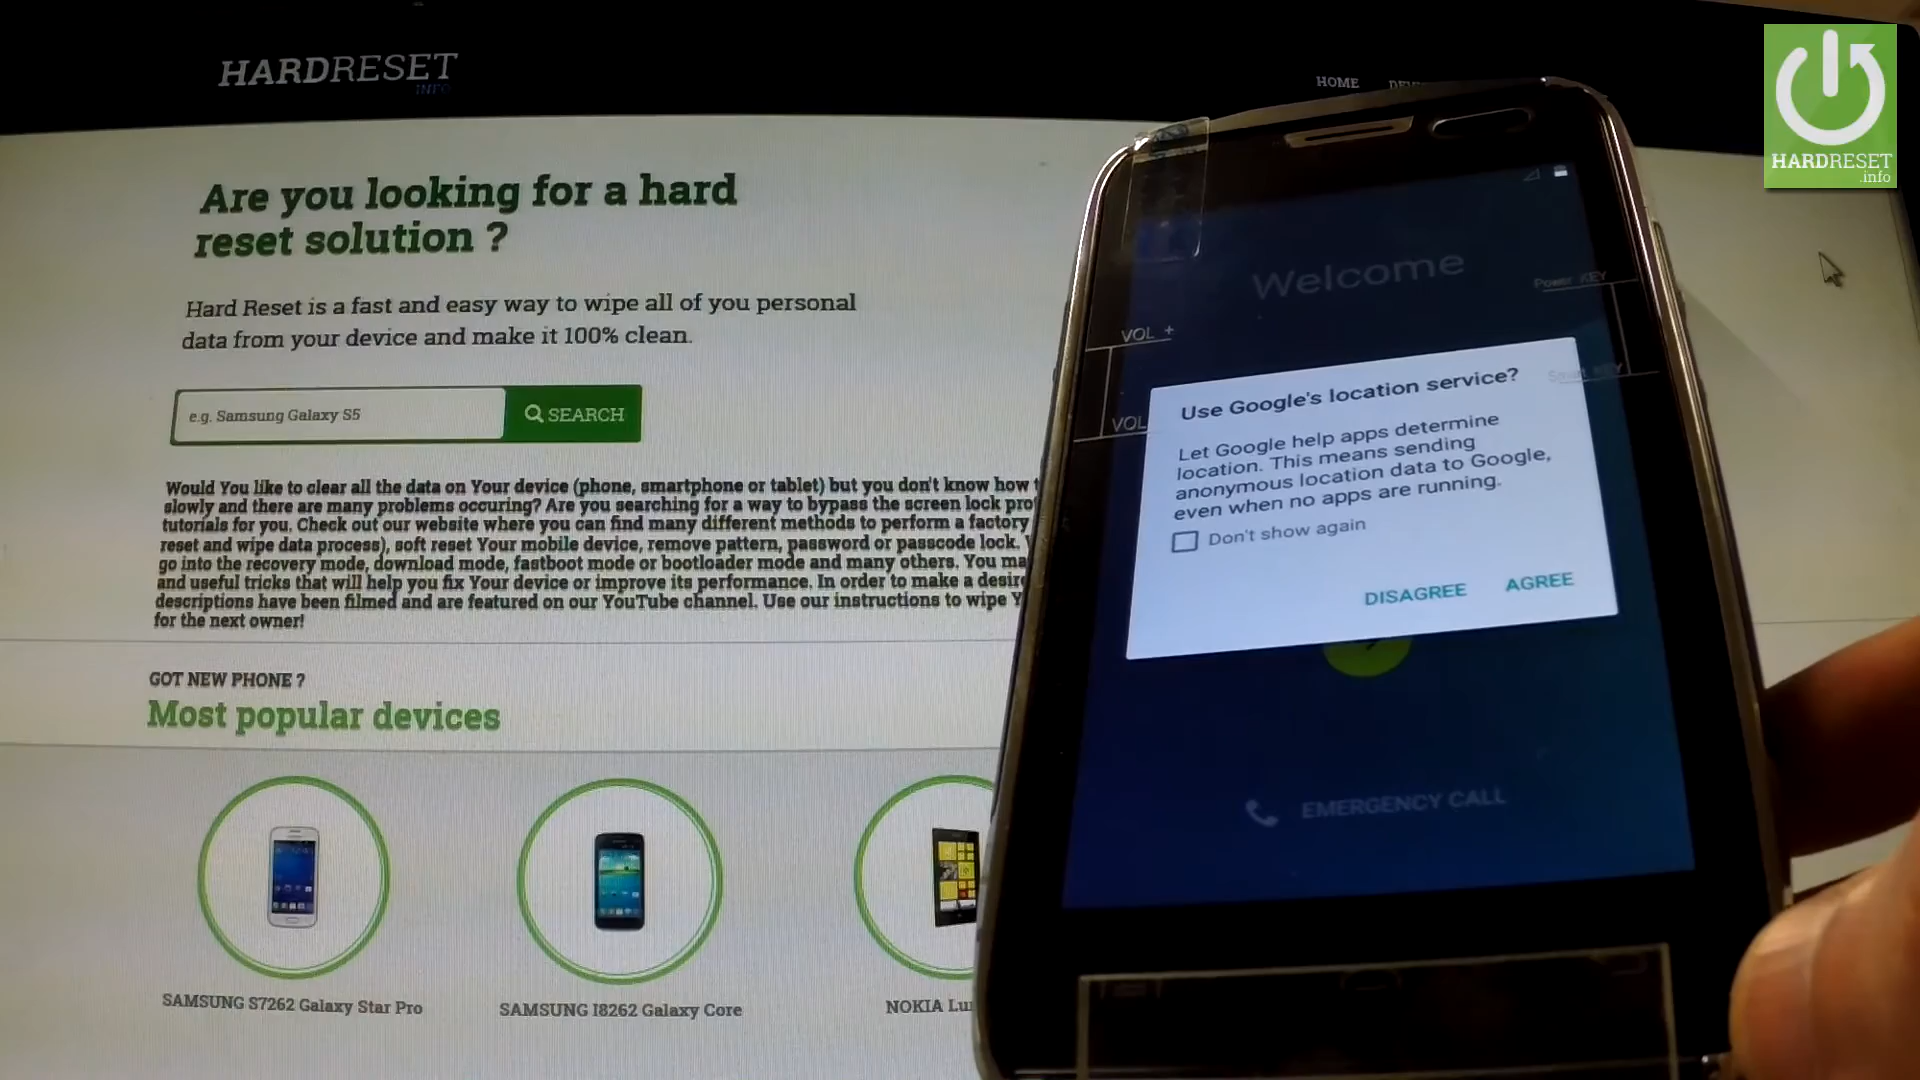 HARDRESET
INFO
HOME
Are you looking for a hard
reset solution ?
Hard Reset is a fast and easy way to wipe all of you personal
data from your device and make it 100% clean.
e.g. Samsung Galaxy S5
SEARCH
Would You like to clear all the data on Your device (phone, smartphone or tablet) but you don't know how
slowly and there are many problems occuring? Are you searching for a way to bypass the screen lock pro
tutorials for you. Check out our website where you can find many different methods to perform a factory
reset and wipe data process), soft reset Your mobile device, remove pattern, password or passcode lock.
go into the recovery mode, download mode, fastboot mode or bootloader mode and many others. You ma
and useful tricks that will help you fix Your device or improve its performance. In order to make a desire
descriptions have been filmed and are featured on our YouTube channel. Use our instructions to wipe Y
for the next owner!
GOT NEW PHONE ?
Most popular devices
SAMSUNG S7262 Galaxy Star Pro
SAMSUNG I8262 Galaxy Core
NOKIA Lu
Welcome
Power KEY
VOL +
VOL
Smart KEY
Use Google's location service?
Let Google help apps determine
location. This means sending
anonymous location data to Google,
even when no apps are running.
Don't show again
DISAGREE
AGREE
EMERGENCY CALL
HARDRESET
.info